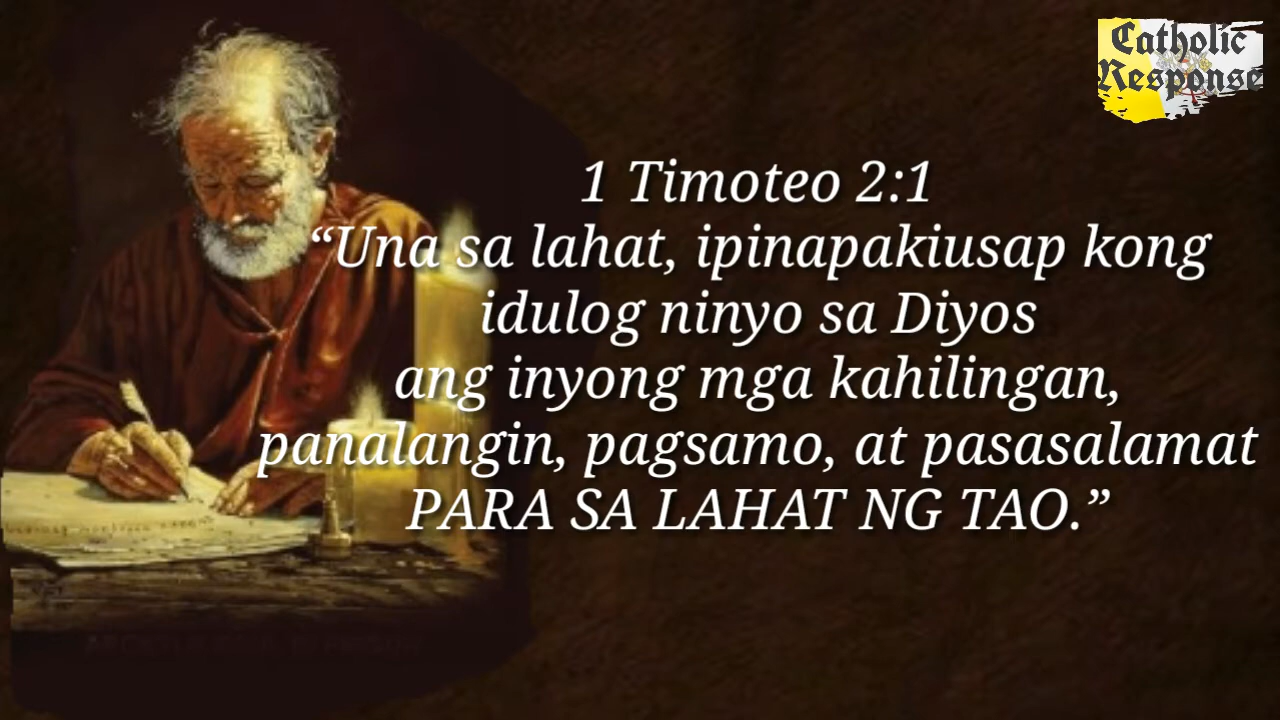 Catholic
Response
1 Timoteo 2:1
“Una sa lahat, ipinapakiusap kong
idulog ninyo sa Diyos
ang inyong mga kahilingan,
panalangin, pagsamo, at pasasalamat
PARA SA LAHAT NG TAO.”